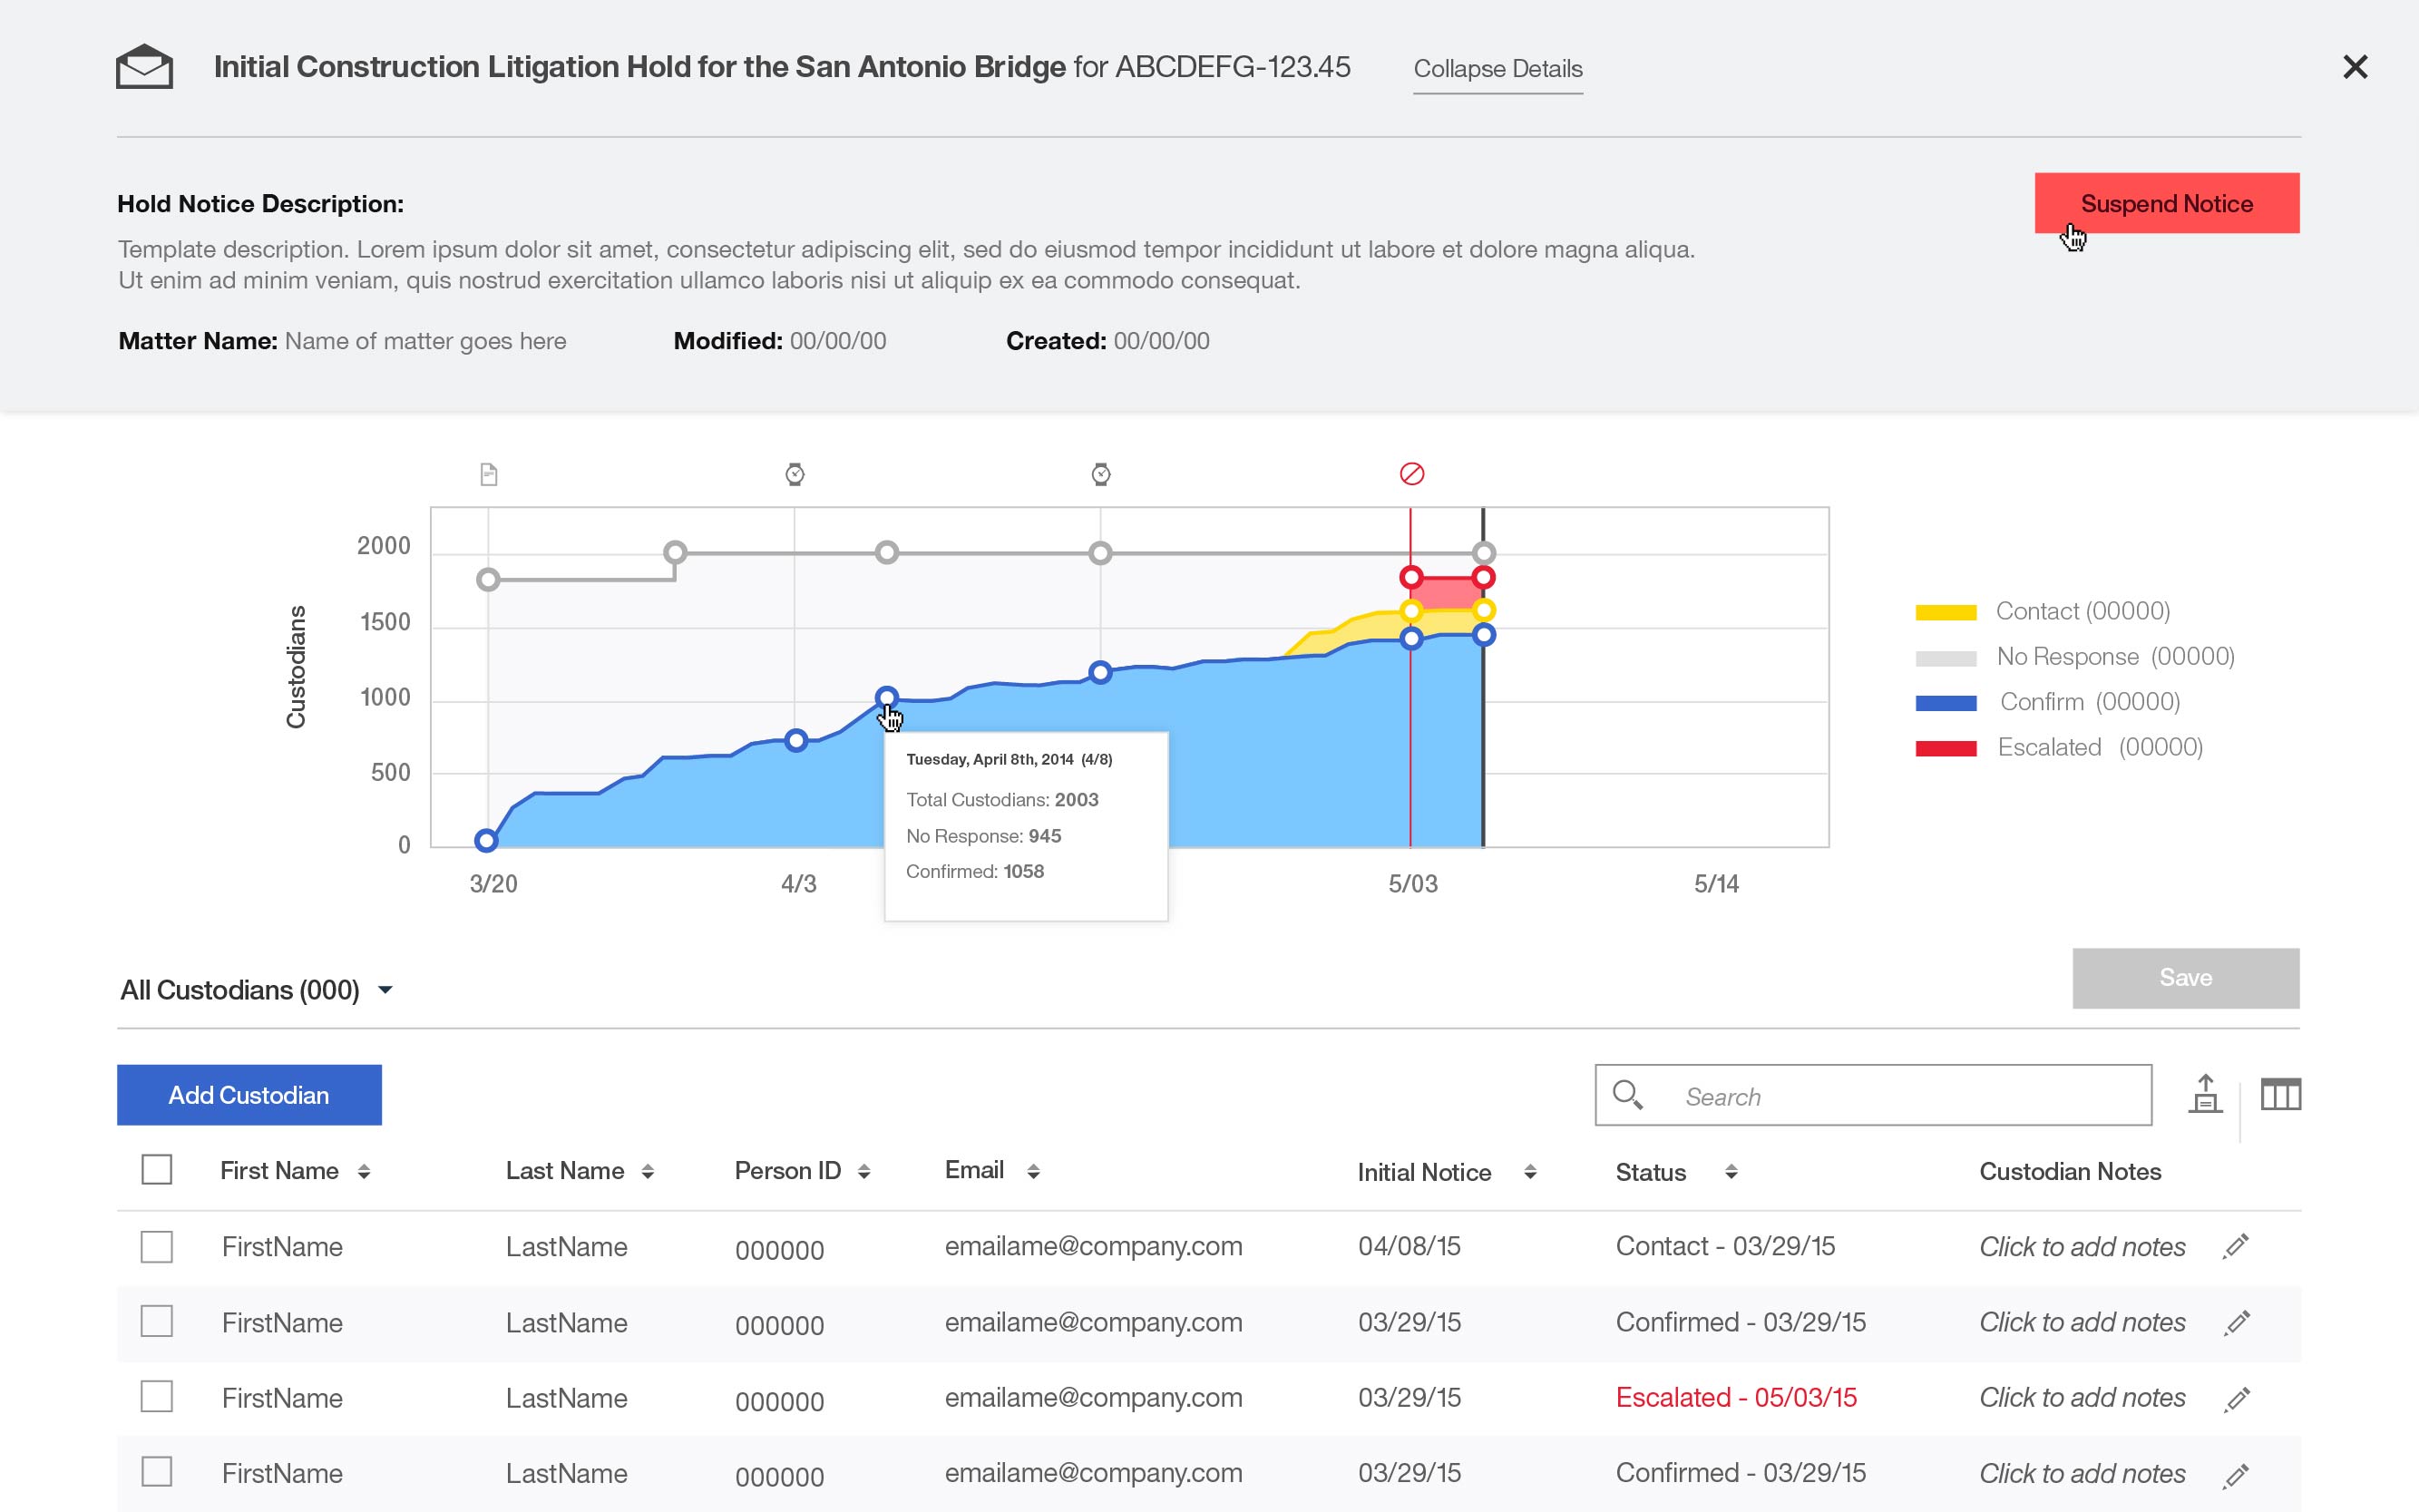 Initial Construction Litigation Hold for the San Antonio Bridge for ABCDEFG-123.45
Collapse Details
Hold Notice Description:
Suspend Notice
Template description. Lorem ipsum dolor sit amet, consectetur adipiscing elit, sed do eiusmod tempor incididunt ut labore et dolore magna aliqua.
Ut enim ad minim veniam, quis nostrud exercitation ullamco laboris nisi ut aliquip ex ea commodo consequat.
Matter Name: Name of matter goes here
Modified: 00/00/00
Created: 00/00/00
Custodians
2000
1500
1000
500
0
3/20
4/3
5/03
5/14
Tuesday, April 8th, 2014 (4/8)
Total Custodians: 2003
No Response: 945
Confirmed: 1058
Contact (00000)
No Response (00000)
Confirm (00000)
Escalated (00000)
All Custodians (000)
Save
Add Custodian
Search
First Name Last Name Person ID Email Initial Notice Status Custodian Notes
FirstName LastName 000000 emailame@company.com 04/08/15 Contact - 03/29/15 Click to add notes
FirstName LastName 000000 emailame@company.com 03/29/15 Confirmed - 03/29/15 Click to add notes
FirstName LastName 000000 emailame@company.com 03/29/15 Escalated - 05/03/15 Click to add notes
FirstName LastName 000000 emailame@company.com 03/29/15 Confirmed - 03/29/15 Click to add notes